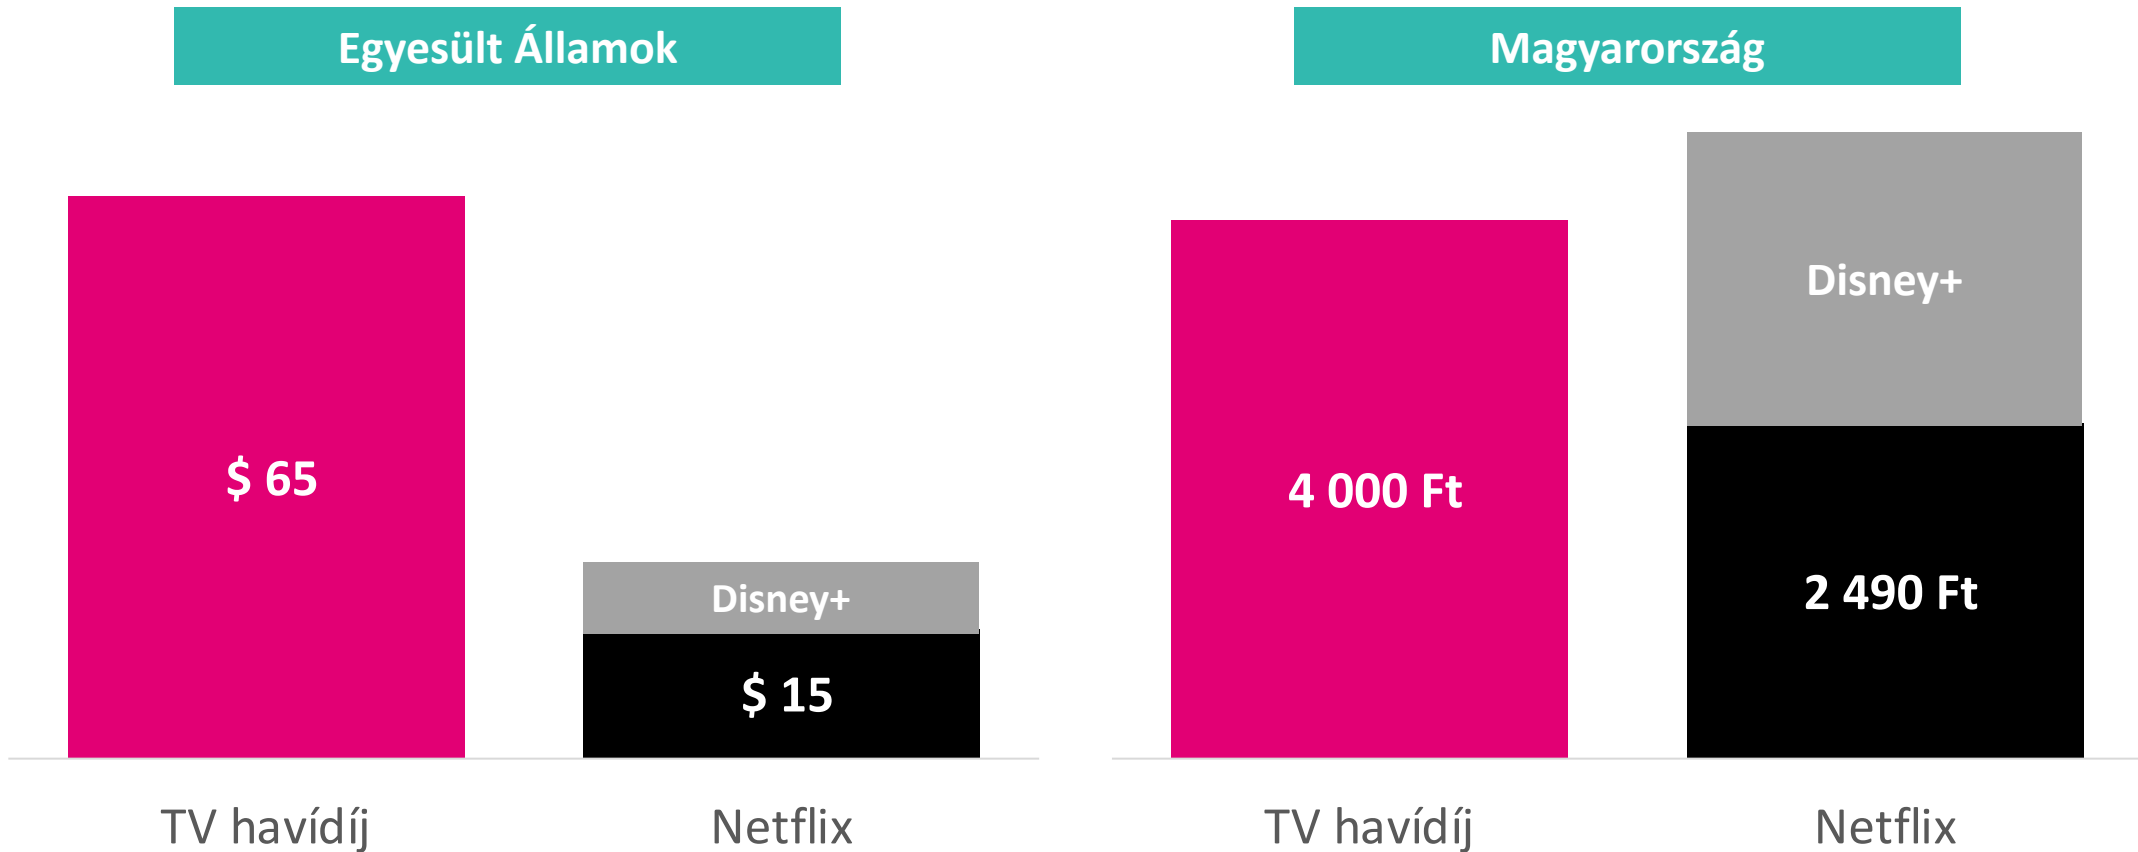 Egyesült Államok
$ 65
Disney+
$ 15
TV havídíj
Netflix
Magyarország
4 000 Ft
Disney+
2 490 Ft
TV havídíj
Netflix